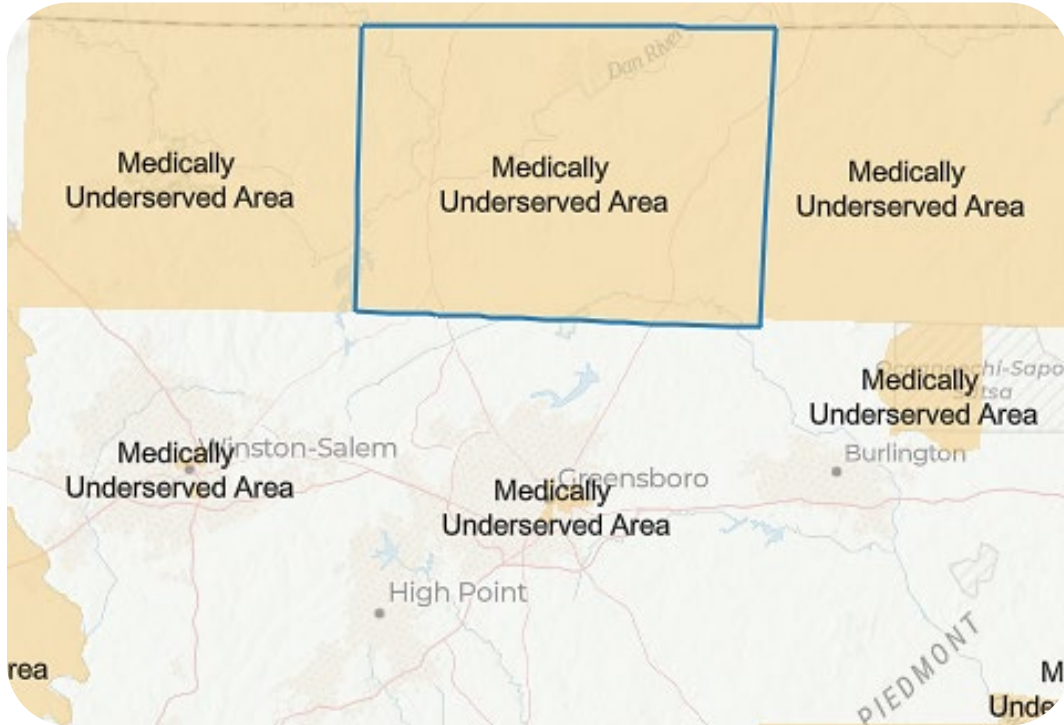 Dan River
Medically
Underserved Area
Medically
Underserved Area
Medically
Underserved Area
Medically
Underserved Area
Burlington
Winston-Salem
Medically
Underserved Area
Greensboro
Medically
Underserved Area
High Point
PIEDMONT
rea
M
Unde